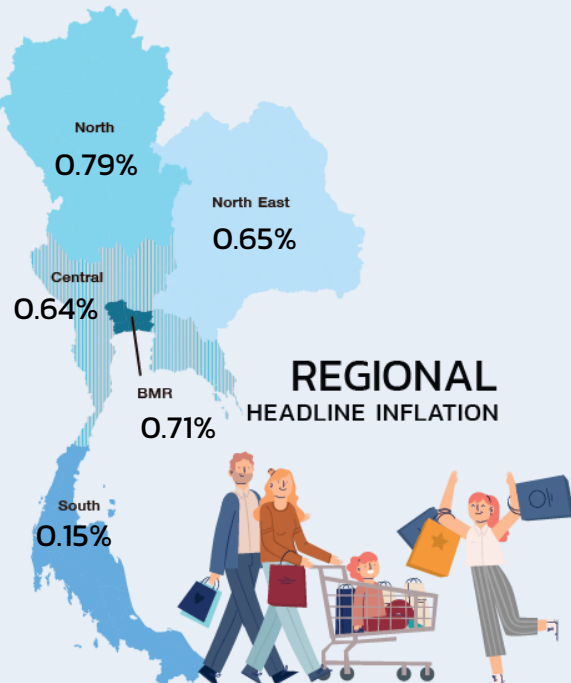 North
0.79%
North East
0.65%
Central
0.64%
BMR
0.71%
REGIONAL
HEADLINE INFLATION
South
0.15%